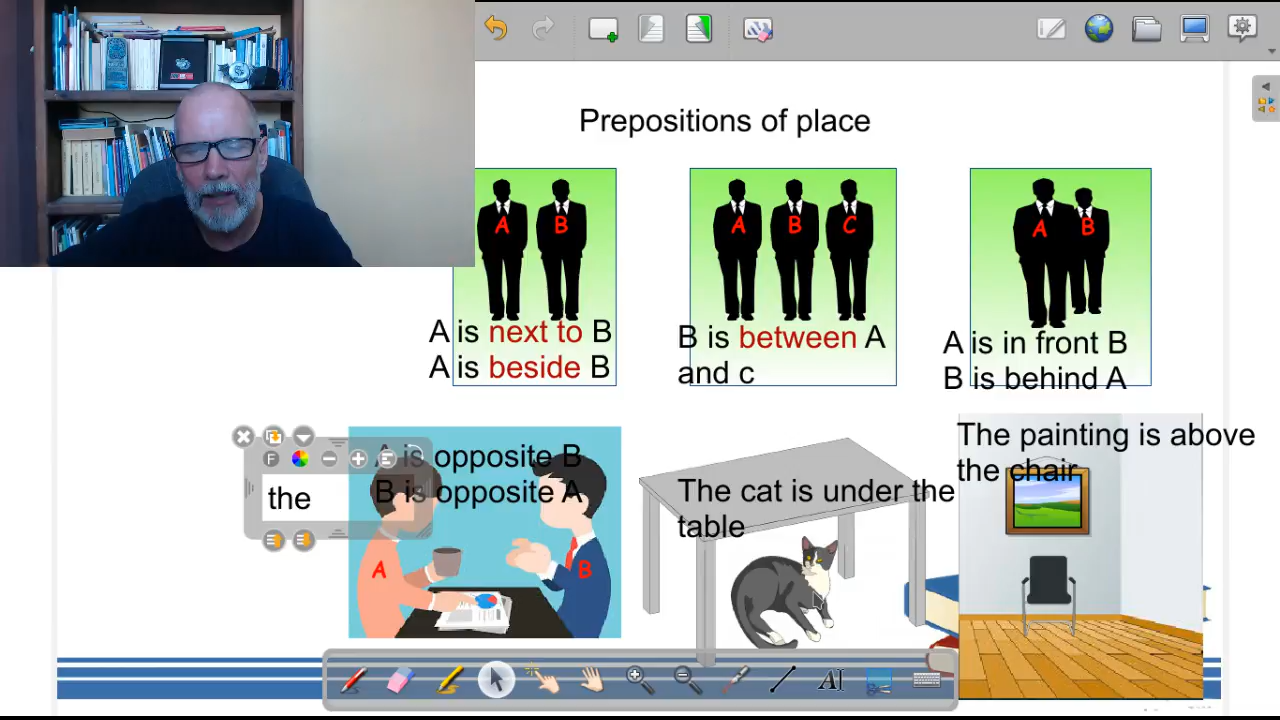 Prepositions of place
A B
A B C
A B
A is next to B
A is beside B
B is between A
and c
A is in front B
B is behind A
A is opposite B
B is opposite A
the
A B
The cat is under the
table
The painting is above
the chair
F
AI